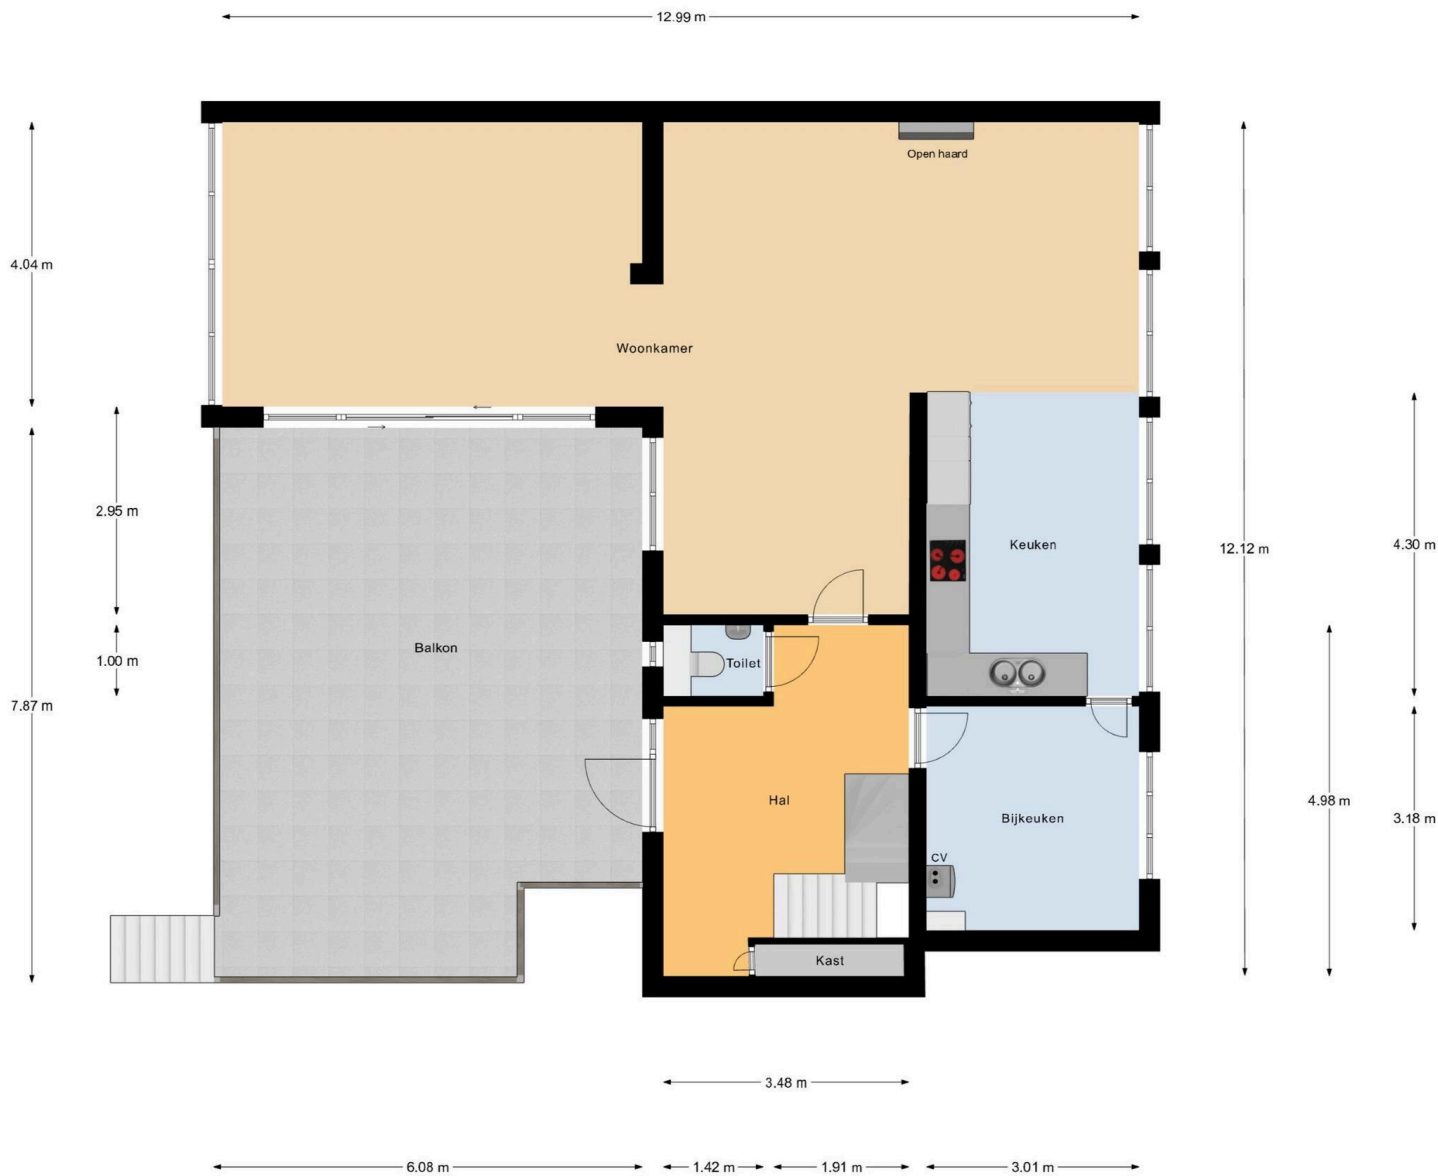 12.99 m
Open haard
4.04 m
Woonkamer
2.95 m
Keuken
12.12 m
4.30 m
Balkon
1.00 m
Toilet
7.87 m
Hal
4.98 m
Bijkeuken
3.18 m
CV
Kast
3.48 m
6.08 m
1.42 m
1.91 m
3.01 m